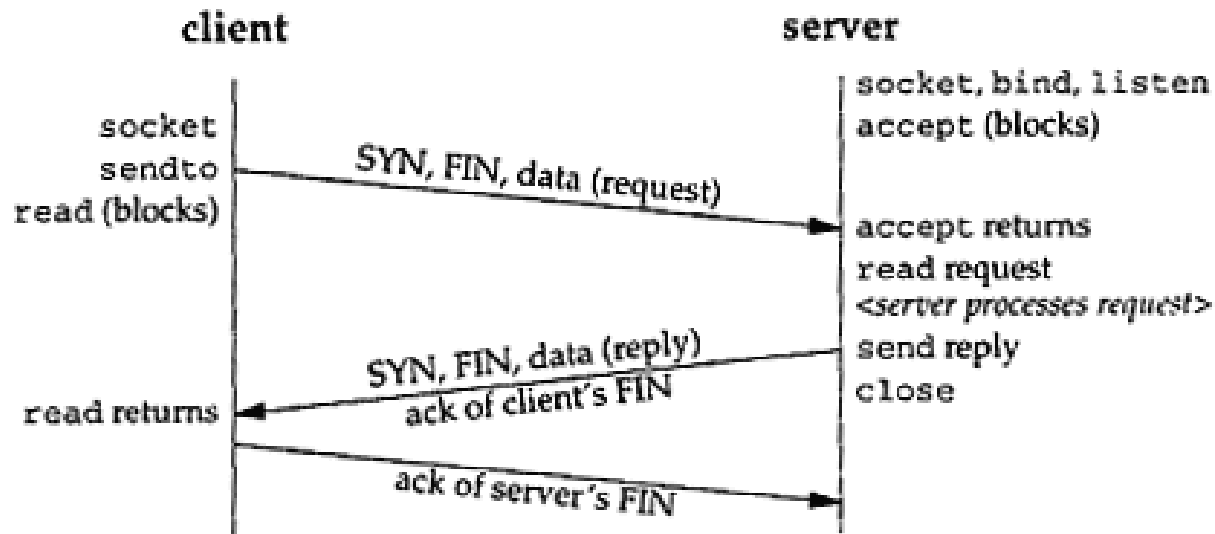 client
server
socket, bind, listen
socket
accept (blocks)
sendto
SYN, FIN, data (request)
read (blocks)
accept returns
read request
<server processes request>
SYN, FIN, data (reply)
send reply
ack of client's FIN
close
read returns
ack of server's FIN